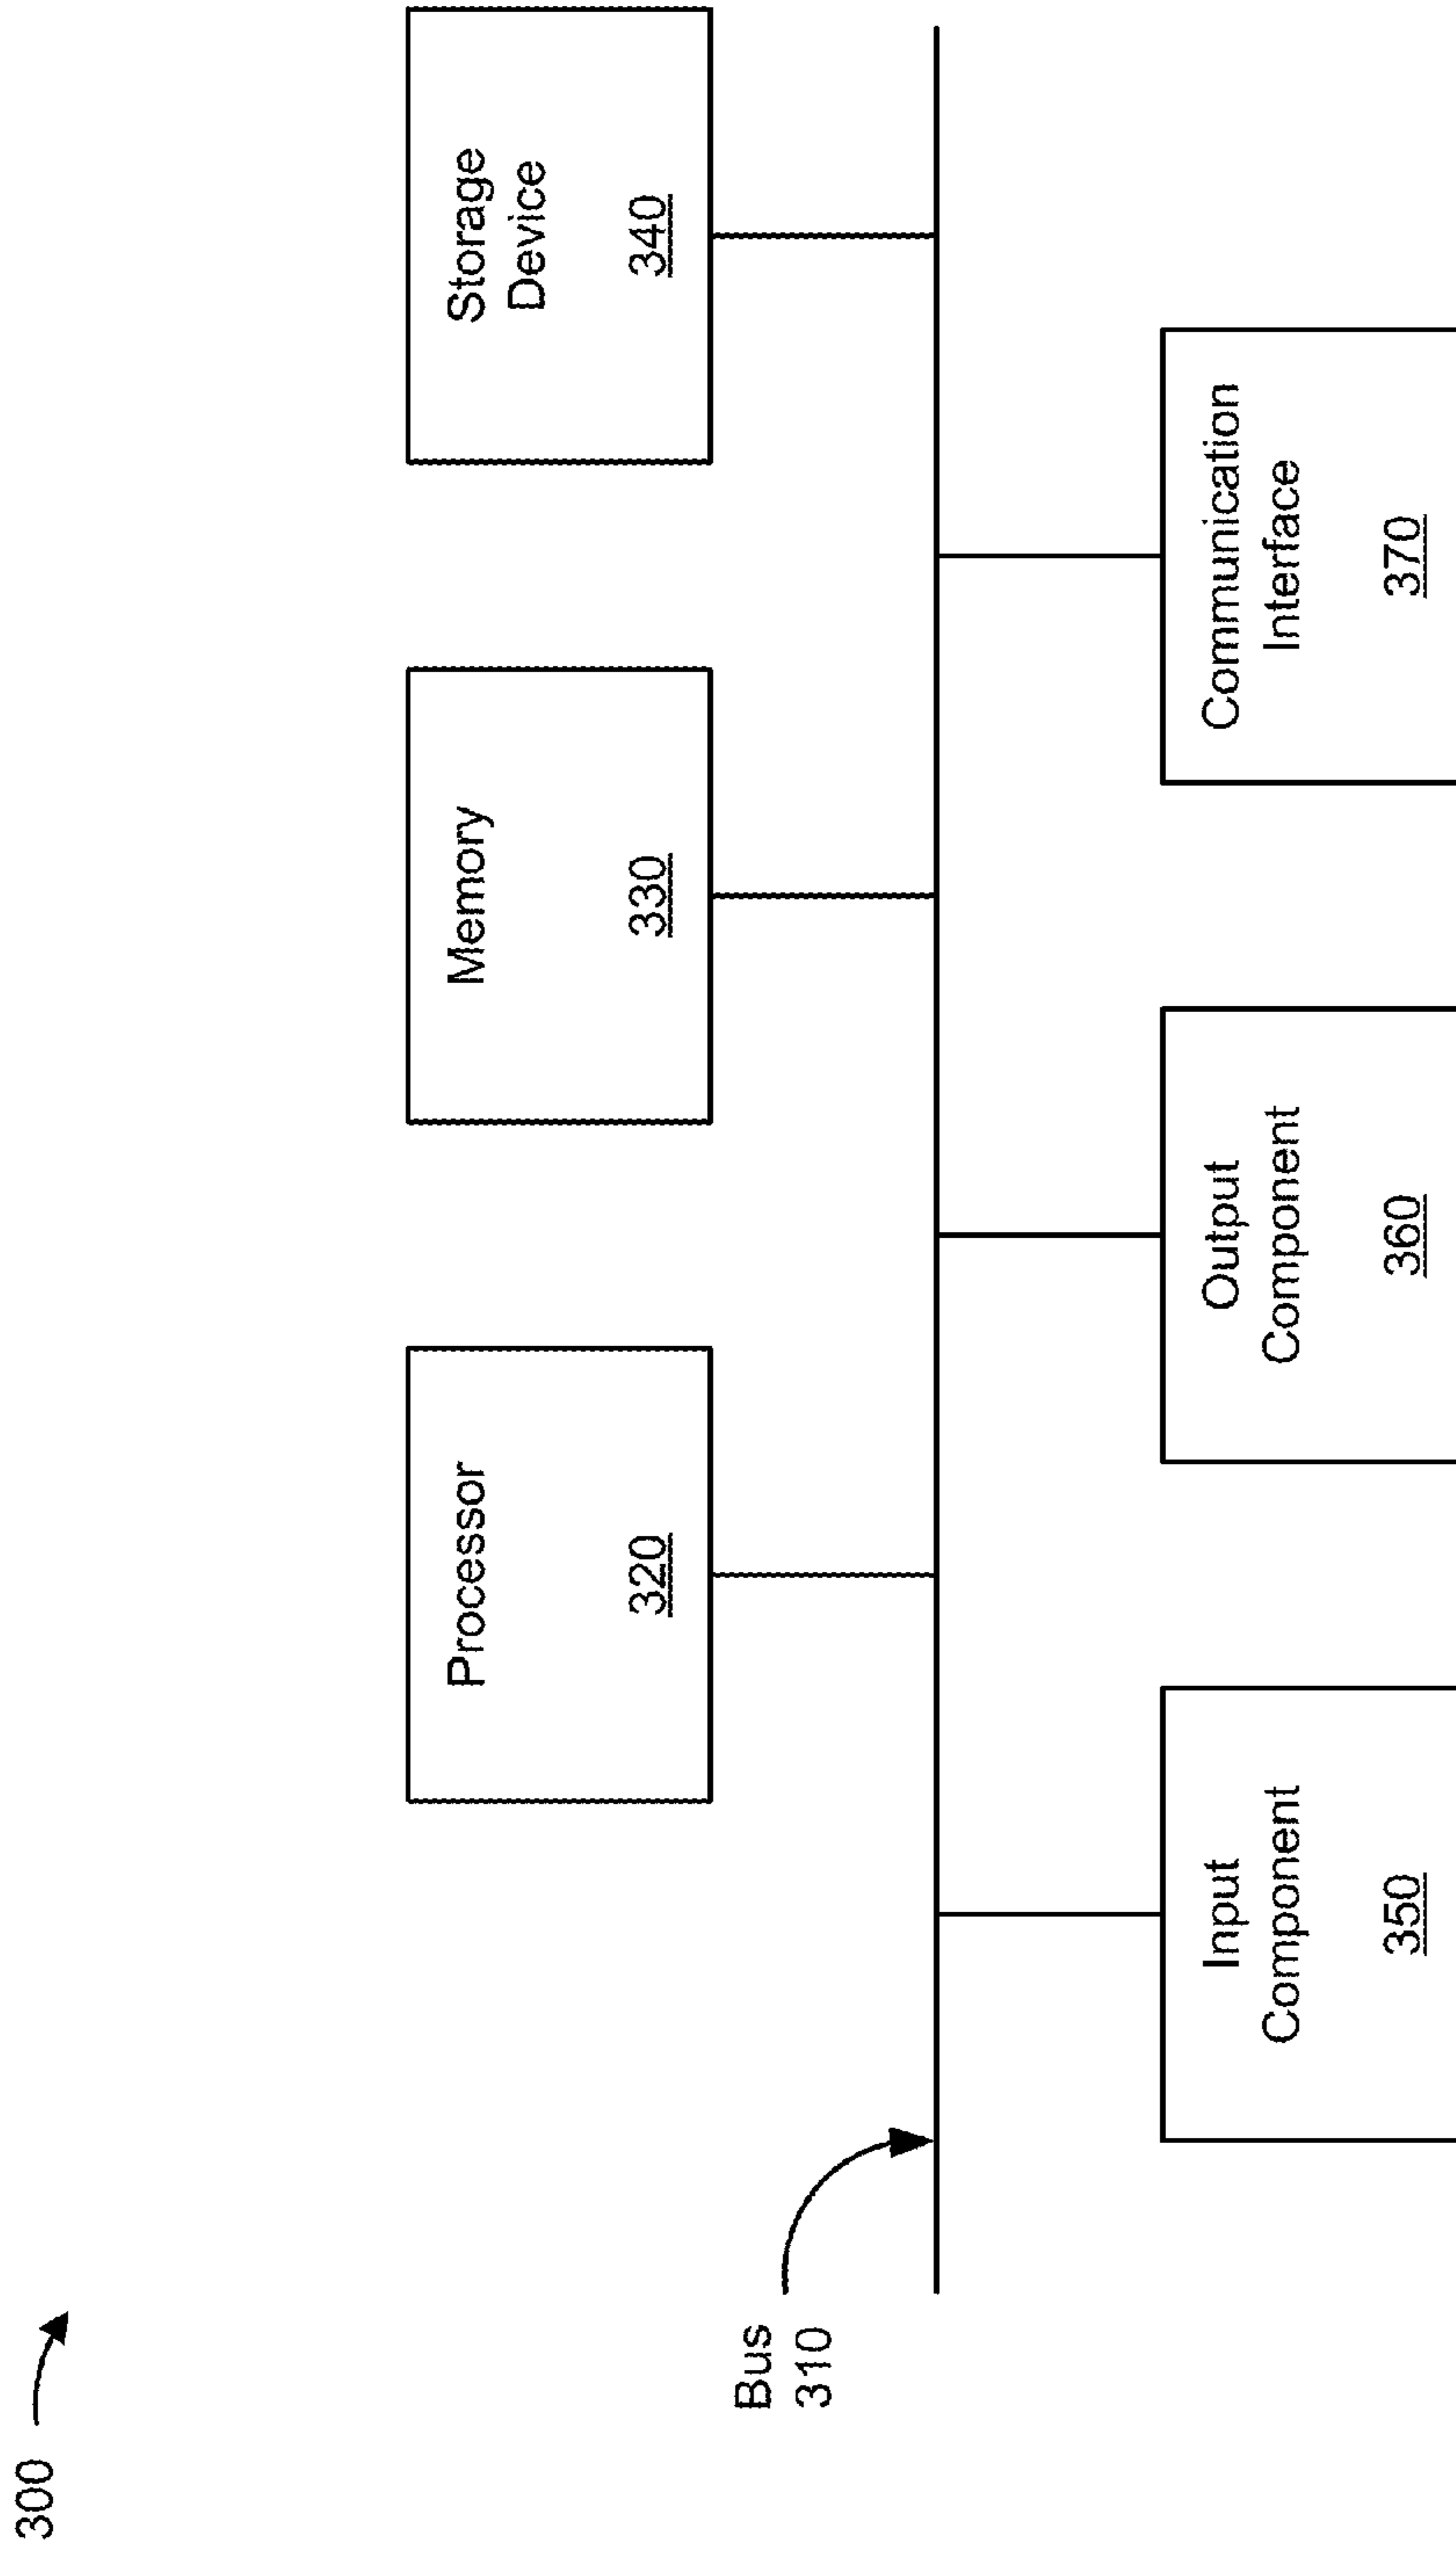 300
Processor
320
Memory
330
Storage
Device
340
Bus
310
Input
Component
350
Output
Component
360
Communication
Interface
370